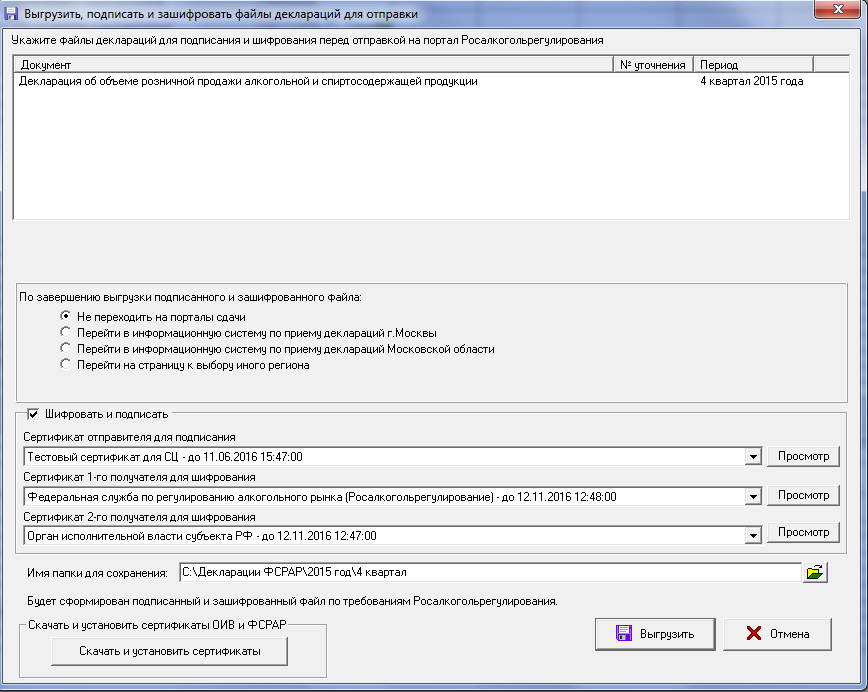 Выгрузить, подписать и зашифровать файлы деклараций для отправки
Укажите файлы деклараций для подписания и шифрования перед отправкой на портал Росалкогольрегулирования
Документ № уточнения Период
Декларация об объеме розничной продажи алкогольной и спиртосодержащей продукции 4 квартал 2015 года
По завершению выгрузки подписанного и зашифрованного файла:
Не переходить на порталы сдачи
Перейти в информационную систему по приему деклараций г.Москвы
Перейти в информационную систему по приему деклараций Московской области
Перейти на страницу к выбору иного региона
Шифровать и подписать
Сертификат отправителя для подписания
Тестовый сертификат для СЦ - до 11.06.2016 15:47:00 Просмотр
Сертификат 1-го получателя для шифрования
Федеральная служба по регулированию алкогольного рынка (Росалкогольрегулирование) - до 12.11.2016 12:48:00 Просмотр
Сертификат 2-го получателя для шифрования
Орган исполнительной власти субъекта РФ - до 12.11.2016 12:47:00 Просмотр
Имя папки для сохранения: C:\Декларации ФСРАР\2015 год\4 квартал
Будет сформирован подписанный и зашифрованный файл по требованиям Росалкогольрегулирования.
Скачать и установить сертификаты ОИВ и ФСРАР
Скачать и установить сертификаты Выгрузить Отмена